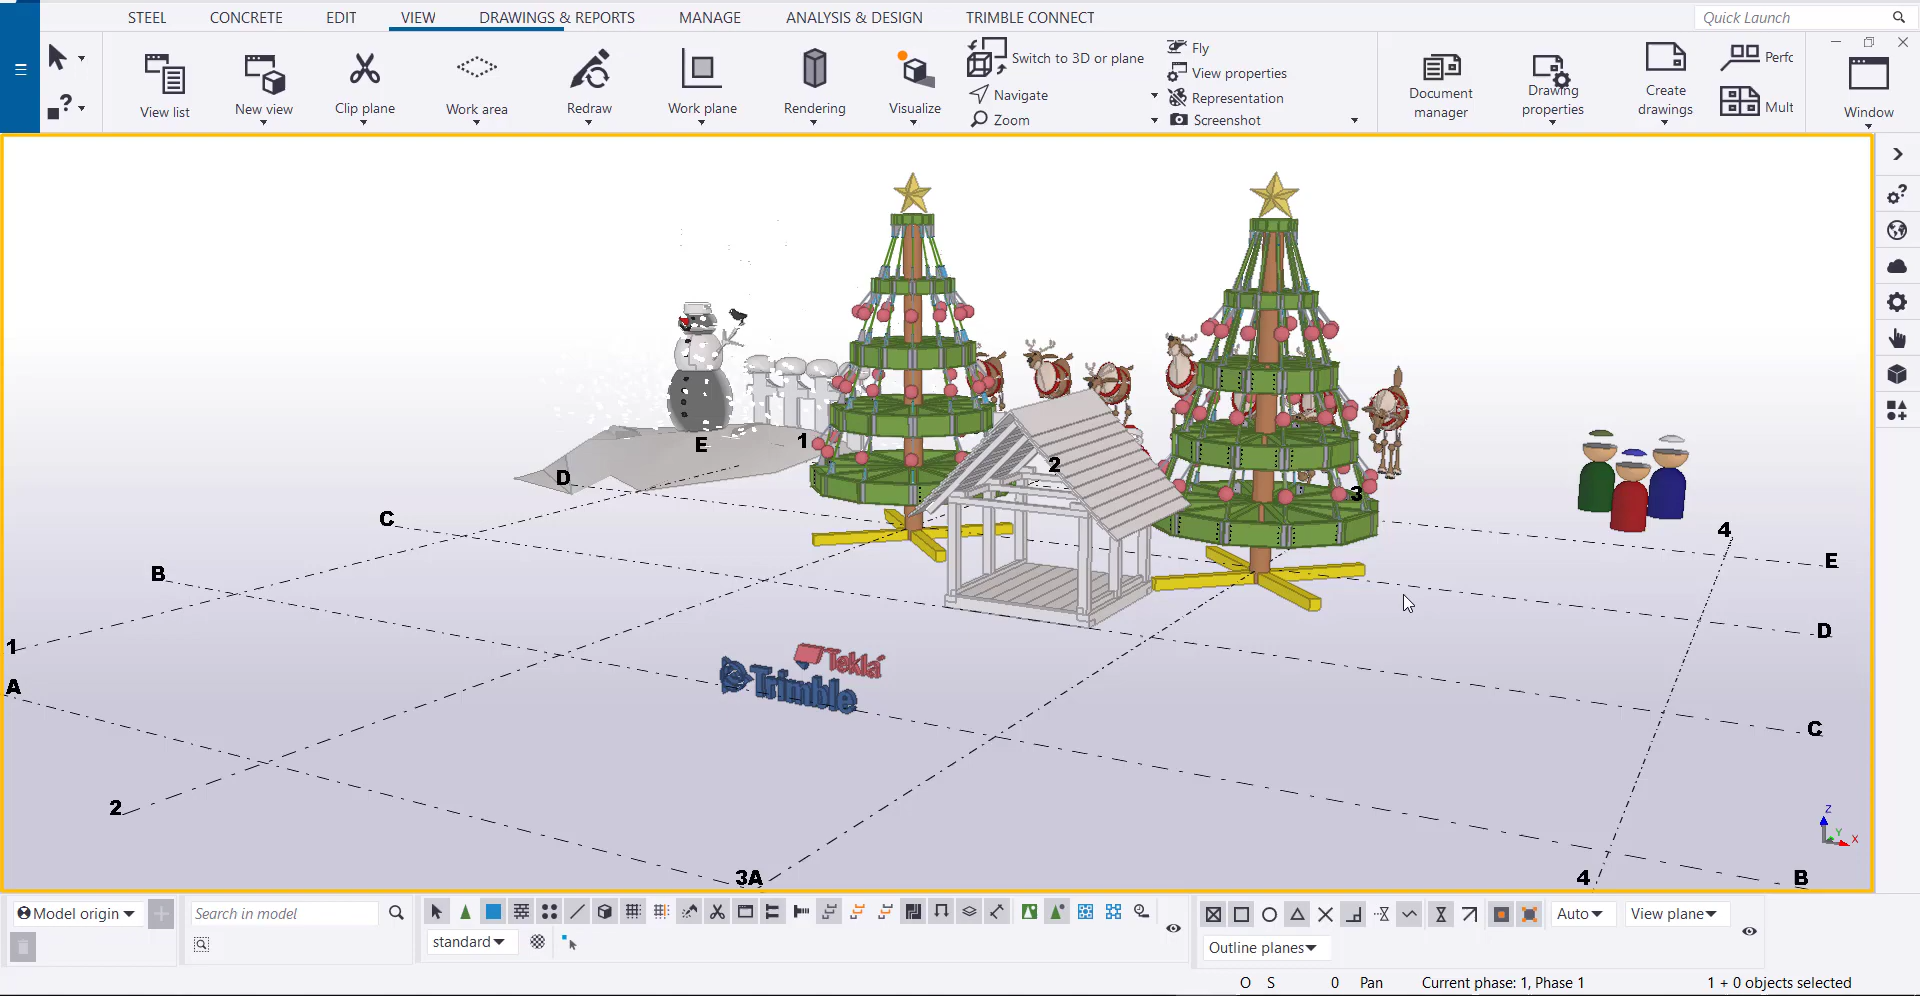 STEEL CONCRETE EDIT VIEW DRAWINGS & REPORTS MANAGE ANALYSIS & DESIGN TRIMBLE CONNECT Quick Launch
View list
New view
Clip plane
Work area
Redraw
Work plane
Rendering
Visualize
Switch to 3D or plane
Navigate
Zoom
Fly
View properties
Representation
Screenshot
Document
manager
Drawing
properties
Create
drawings
Perfc
Mult
Window
E
1
D
2
C
3
4
B
E
1
D
A
C
2
3A
4
B
Tekla
Trimble
Z
Y
X
Model origin
Search in model
standard
Auto
View plane
Outline planes
O S 0 Pan Current phase: 1, Phase 1 1 + 0 objects selected